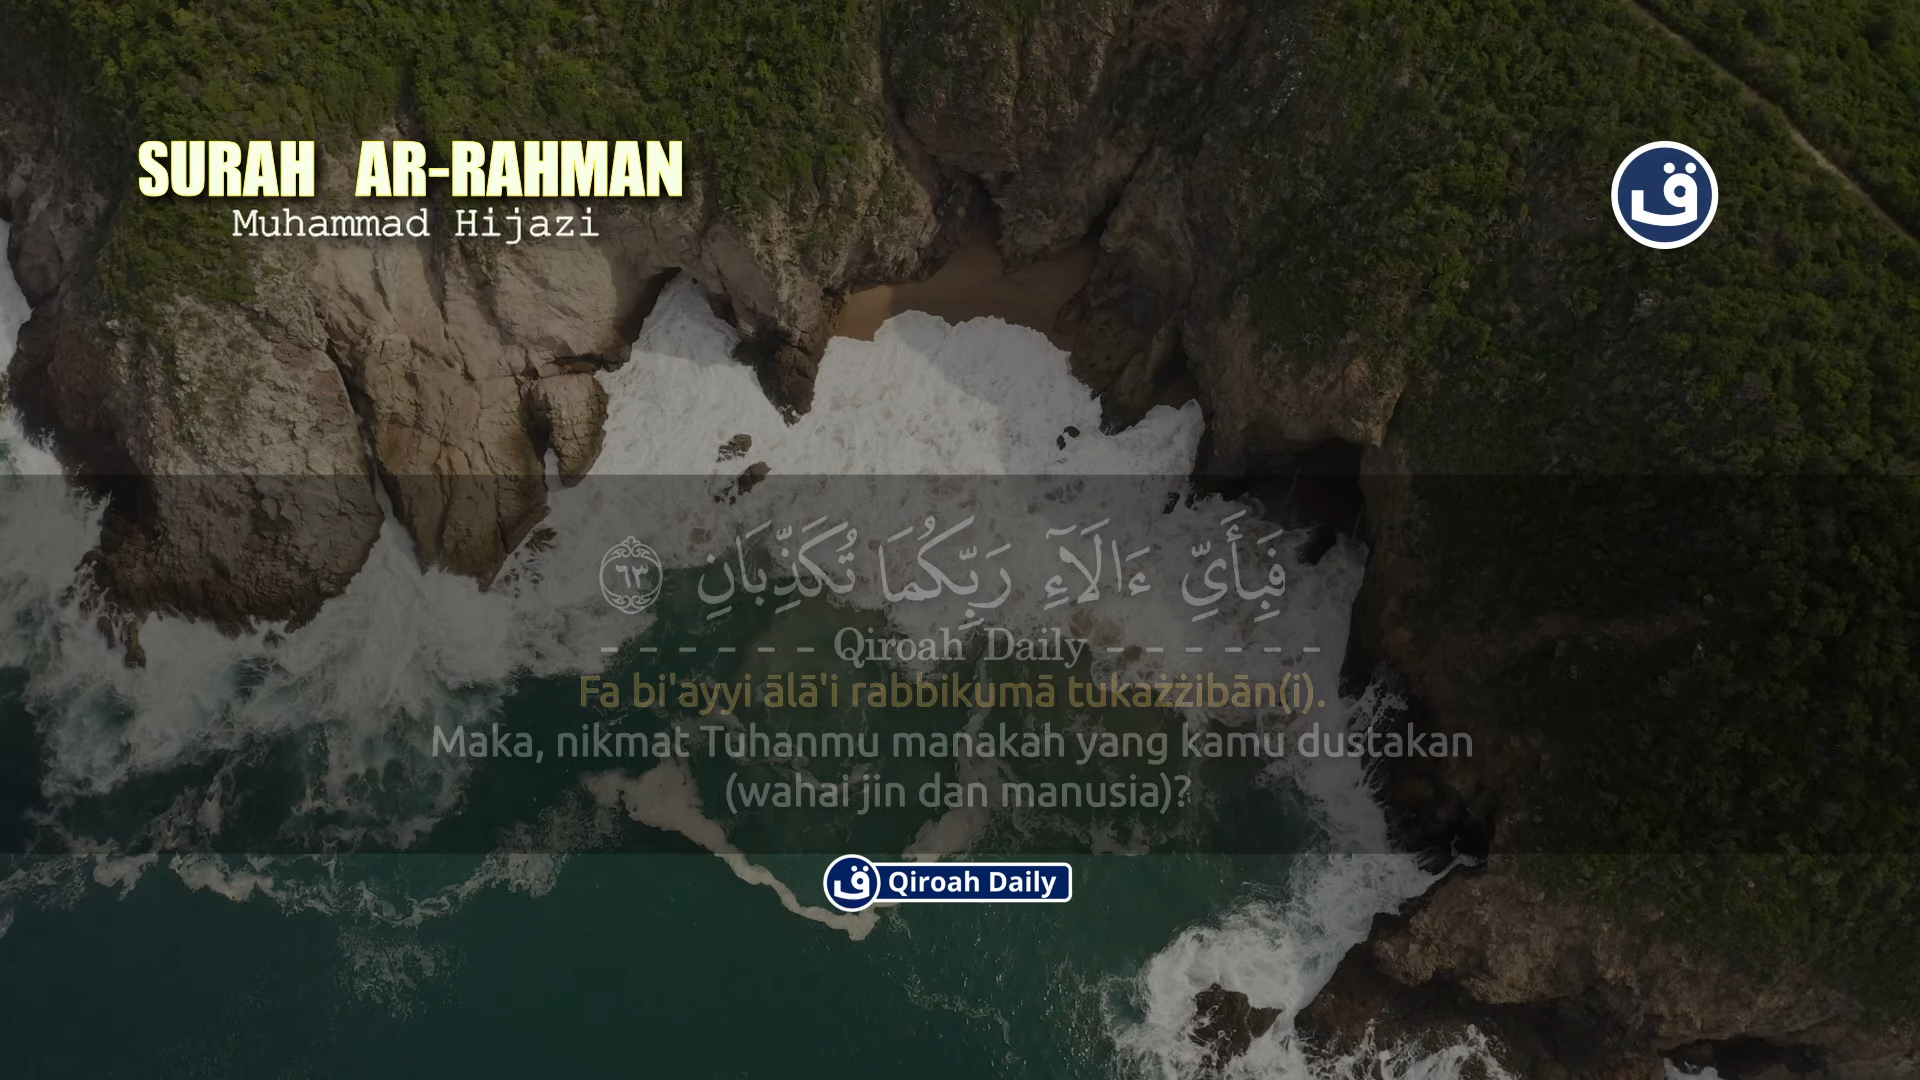 SURAH AR-RAHMAN
Muhammad Hijazi
ق
فَبِأَيِّ ءَالَآءِ رَبِّكُمَا تُكَذِّبَانِ ٦٣
- - - - - - Qiroah Daily - - - - - -
Fa bi'ayyi ālā'i rabbikumā tukażżibān(i).
Maka, nikmat Tuhanmu manakah yang kamu dustakan
(wahai jin dan manusia)?
ق Qiroah Daily